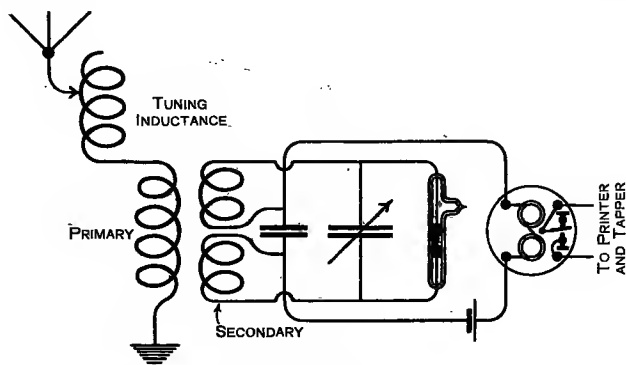 TUNING
INDUCTANCE
PRIMARY
SECONDARY
TO PRINTER
AND TAPPER